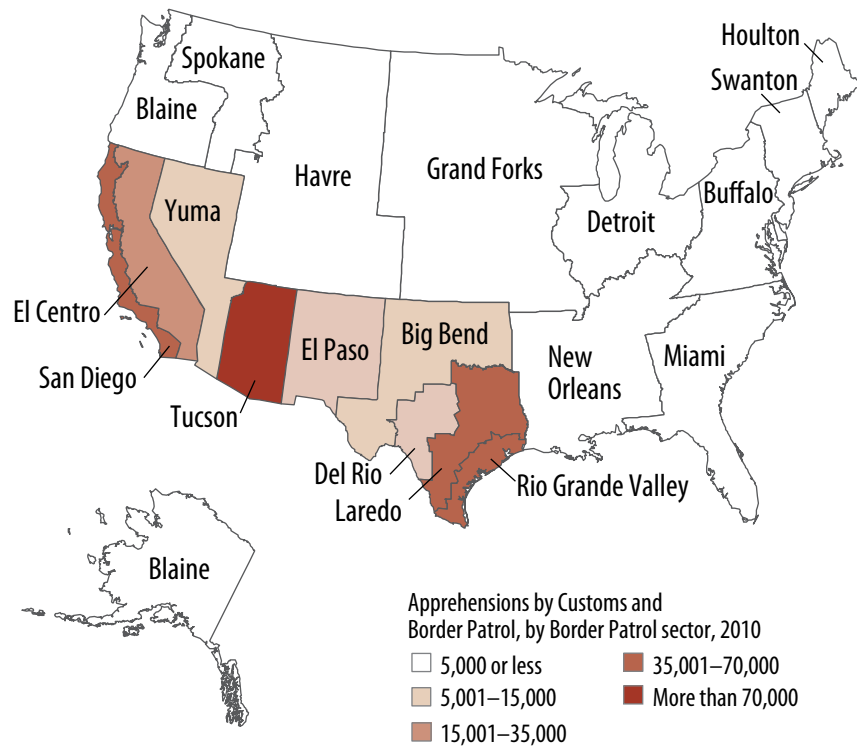 Houlton
Swanton
Spokane
Blaine
Havre
Grand Forks
Buffalo
Detroit
Yuma
El Centro
San Diego
Tucson
El Paso
Big Bend
New
Orleans
Miami
Del Rio
Laredo
Rio Grande Valley
Blaine
Apprehensions by Customs and
Border Patrol, by Border Patrol sector, 2010
5,000 or less
5,001–15,000
15,001–35,000
35,001–70,000
More than 70,000